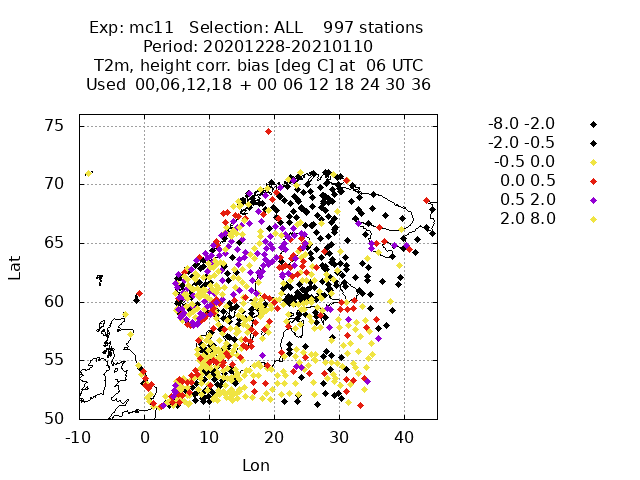 Exp: mc11 Selection: ALL 997 stations
Period: 20201228-20210110
T2m, height corr. bias [deg C] at 06 UTC
Used 00,06,12,18 + 00 06 12 18 24 30 36
-8.0 -2.0
-2.0 -0.5
-0.5 0.0
0.0 0.5
0.5 2.0
2.0 8.0
75
70
65
60
55
50
Lat
-10 0 10 20 30 40
Lon